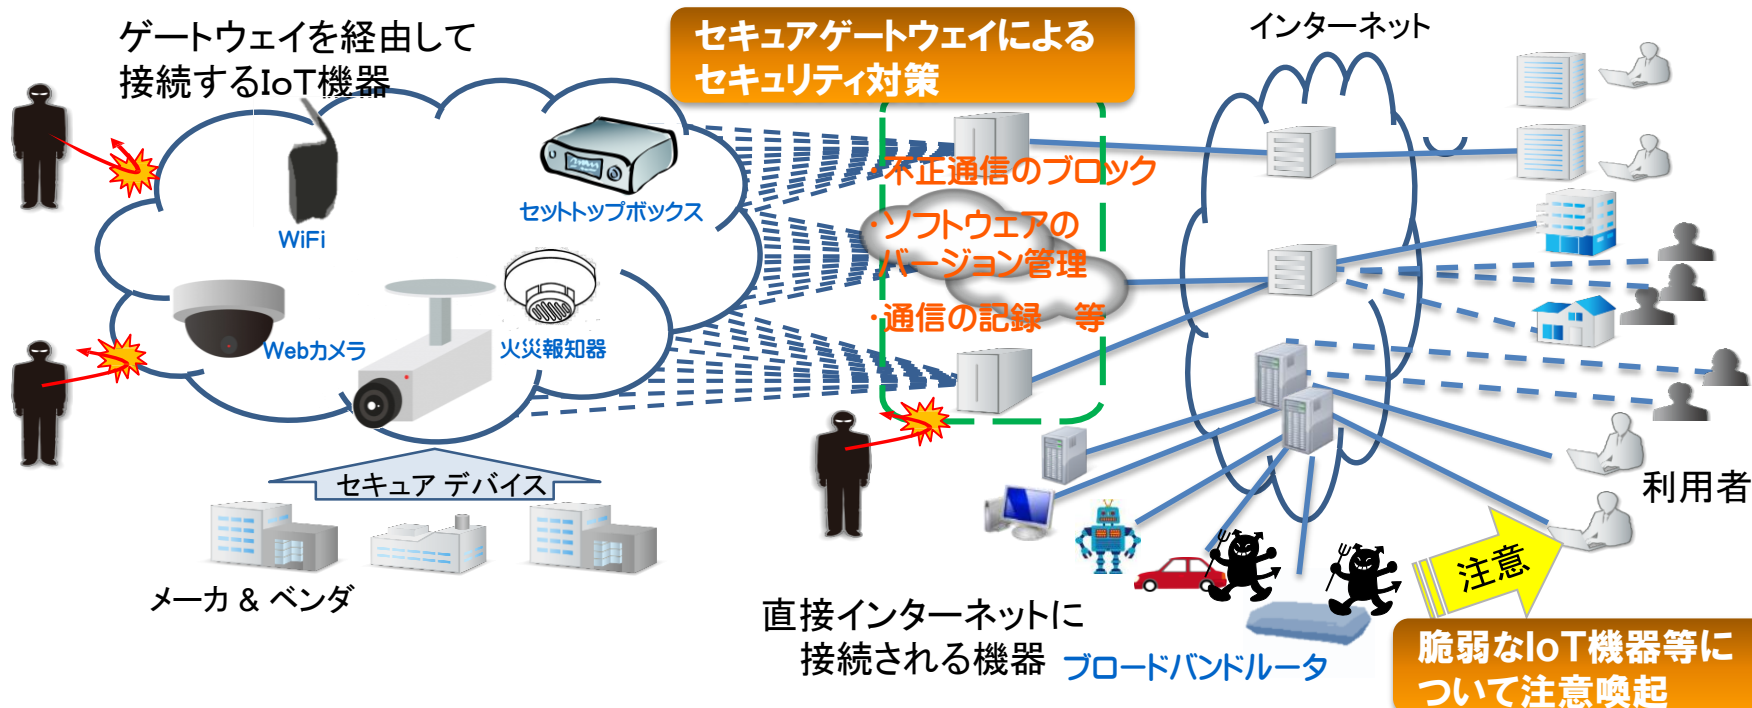 ゲートウェイを経由して
接続するIoT機器
セキュアゲートウェイによる
セキュリティ対策
インターネット
セットトップボックス
WiFi
・不正通信のブロック
・ソフトウェアの
バージョン管理
・通信の記録　等
Webカメラ
火災報知器
セキュア デバイス
メーカ & ベンダ
利用者
注意
直接インターネットに
接続される機器
ブロードバンドルータ
脆弱なIoT機器等に
ついて注意喚起